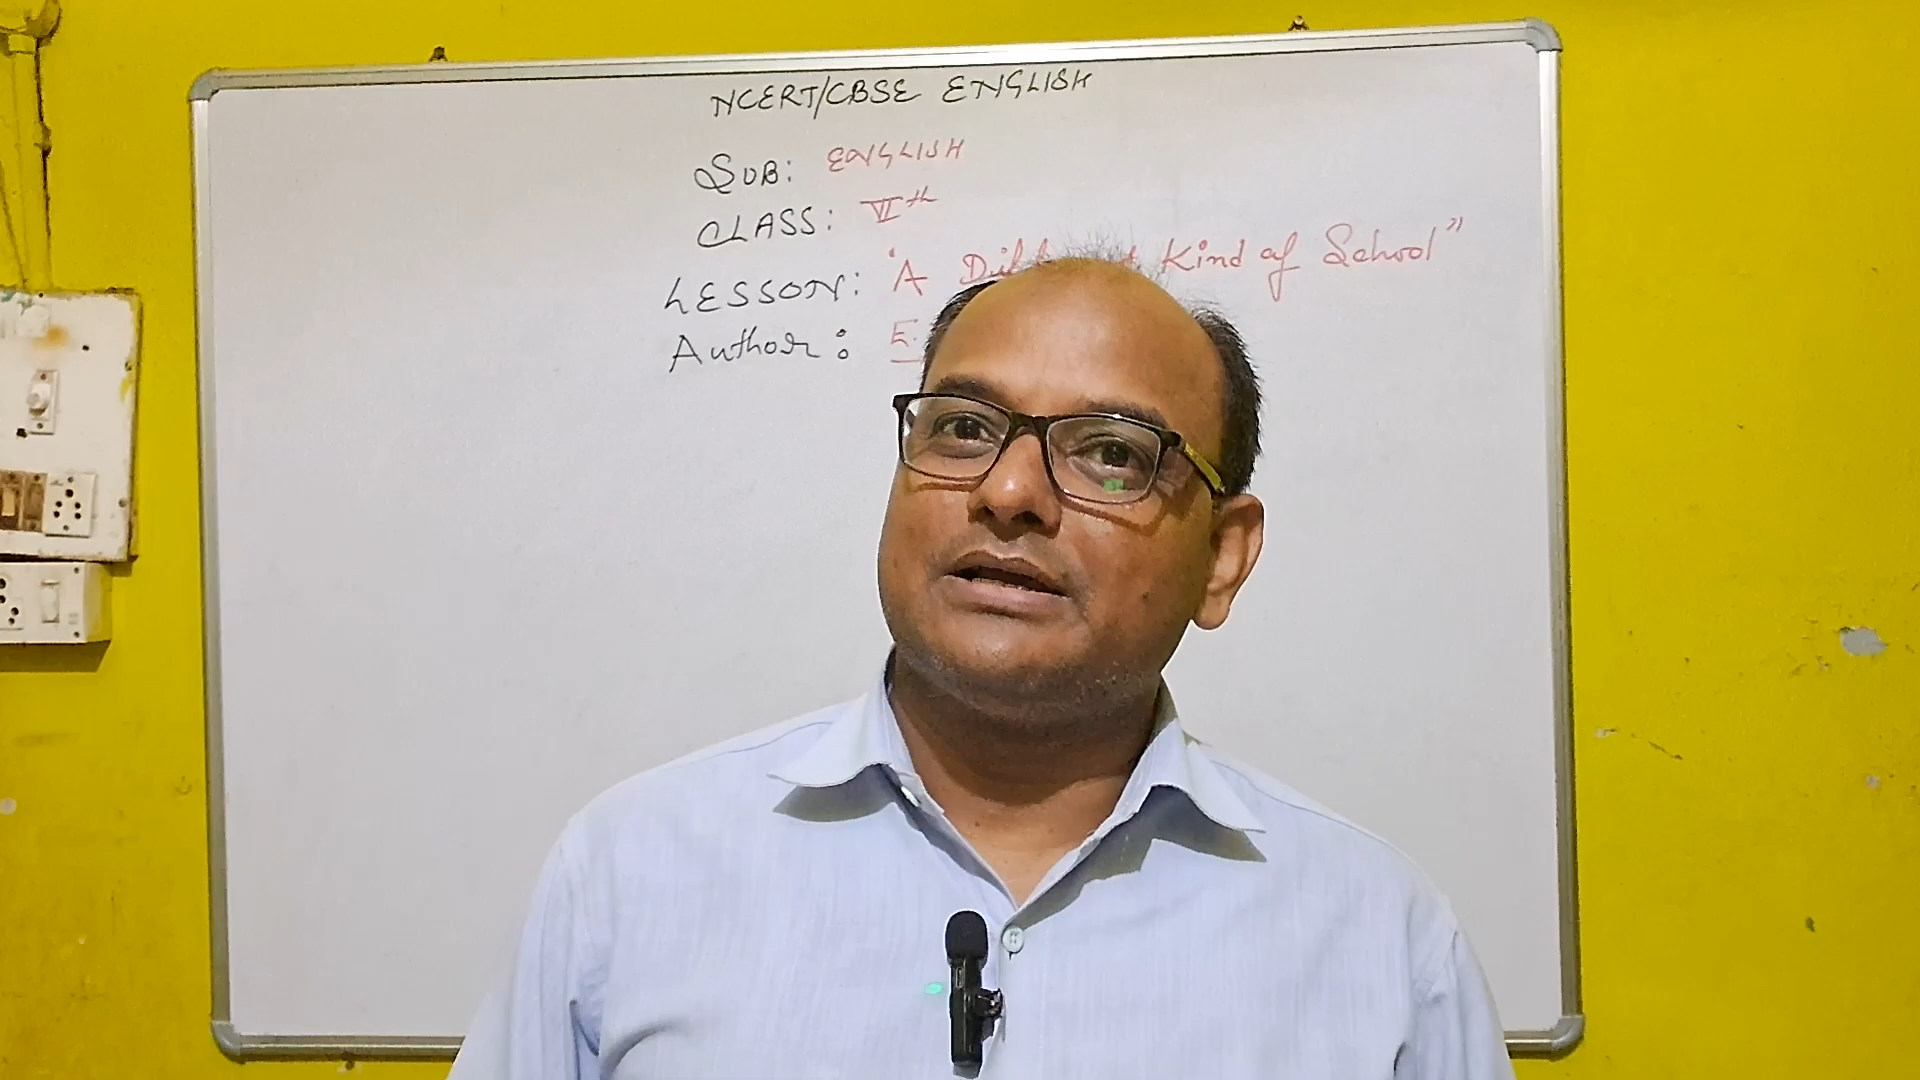 NCERT/CBSE ENGLISH
SUB: ENGLISH
CLASS: VIth
LESSON: "A Kind of School"
Author: E.